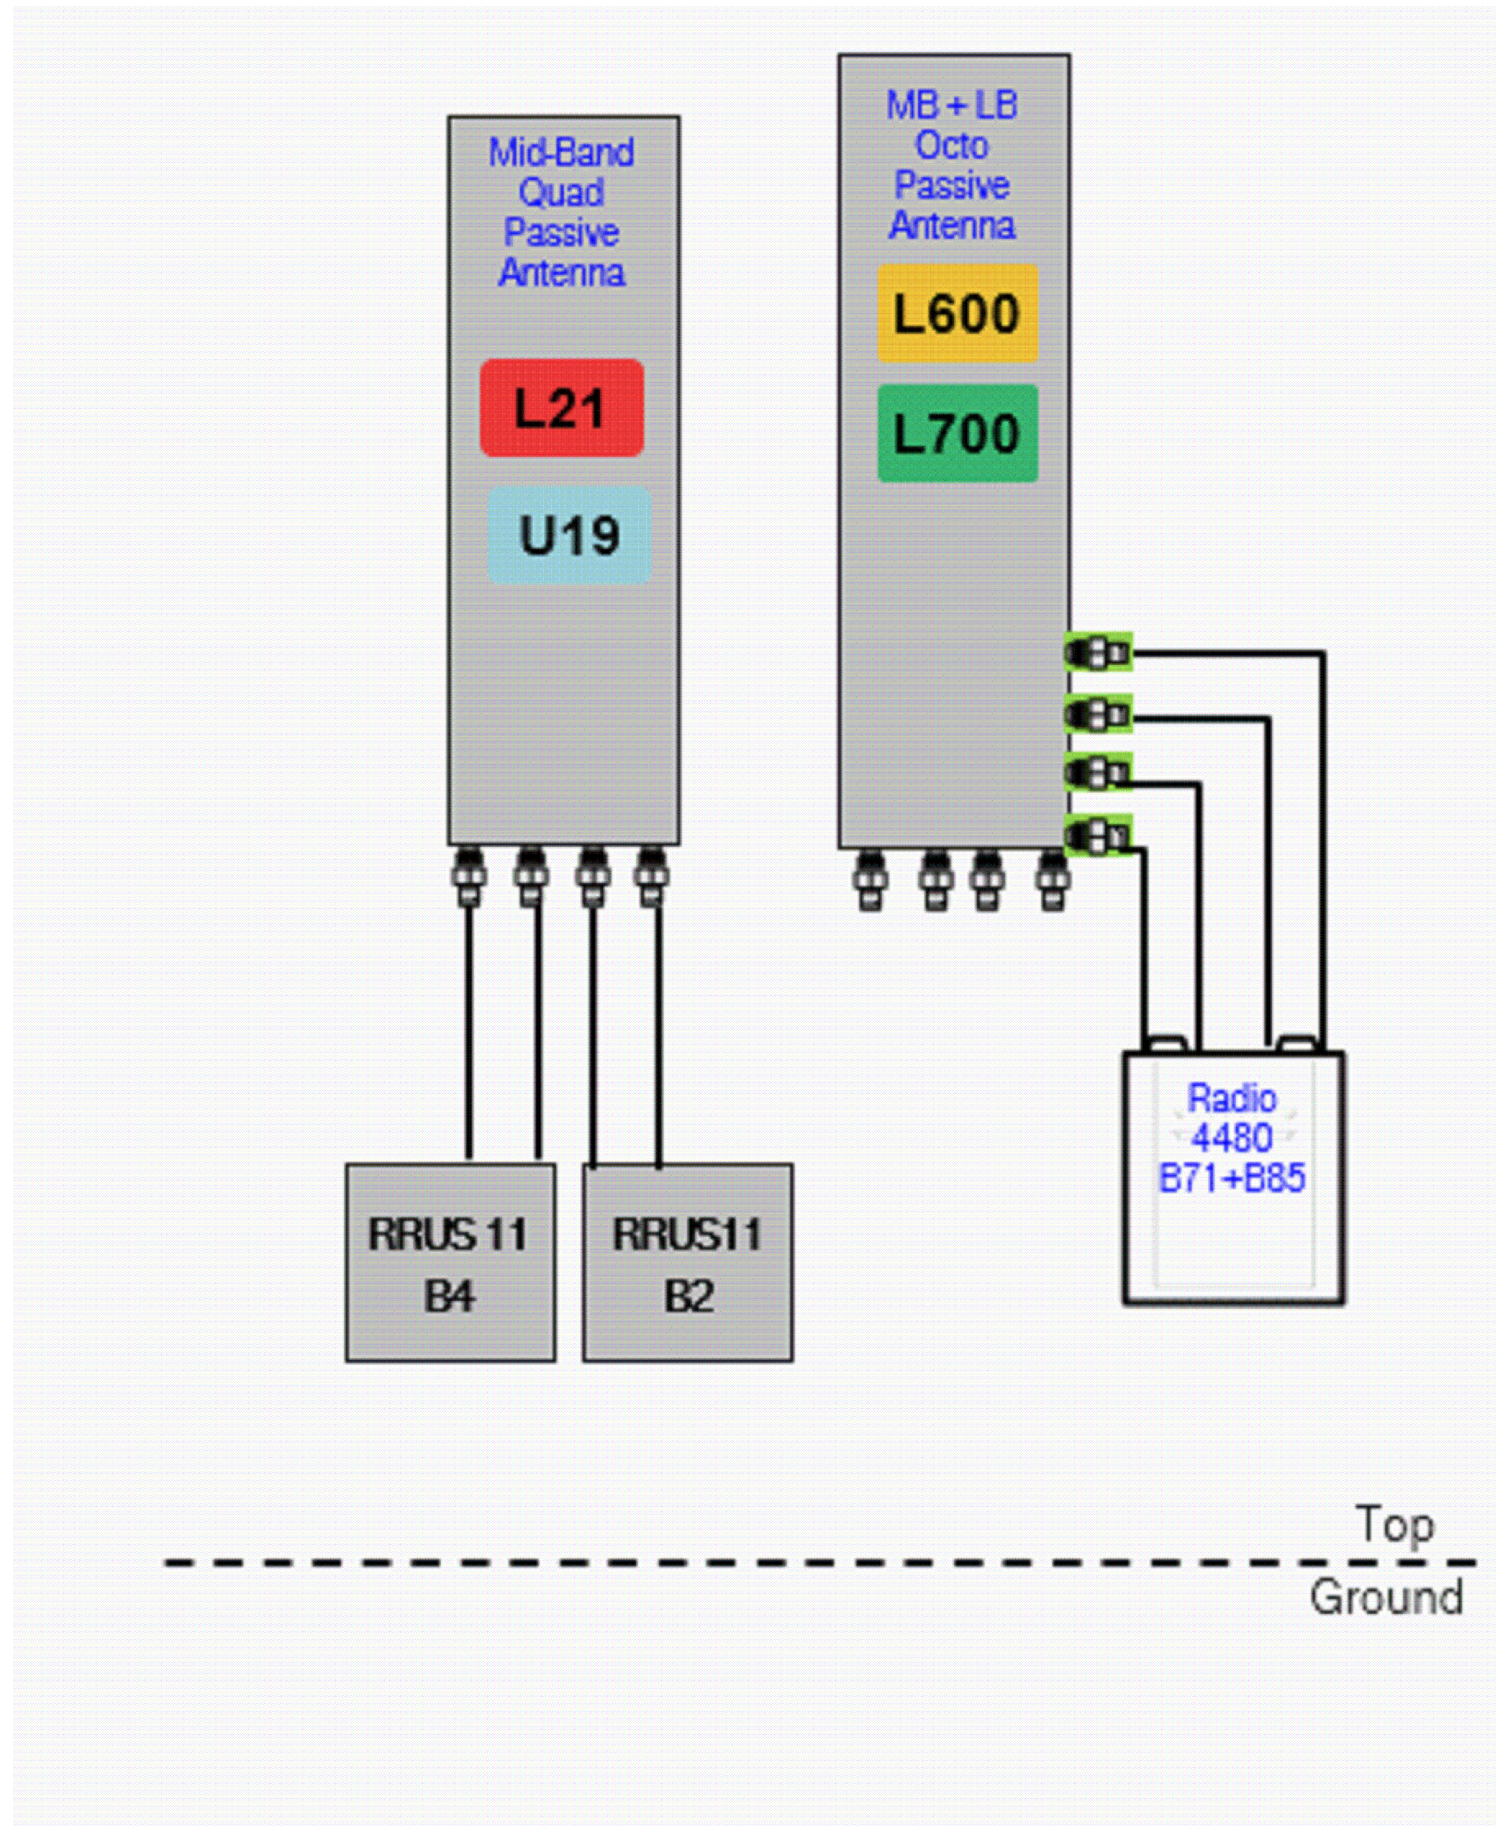 Mid-Band
Quad
Passive
Antenna
L21
U19
MB + LB
Octo
Passive
Antenna
L600
L700
RRUS 11
B4
RRUS11
B2
Radio
4480
B71+B85
Top
Ground